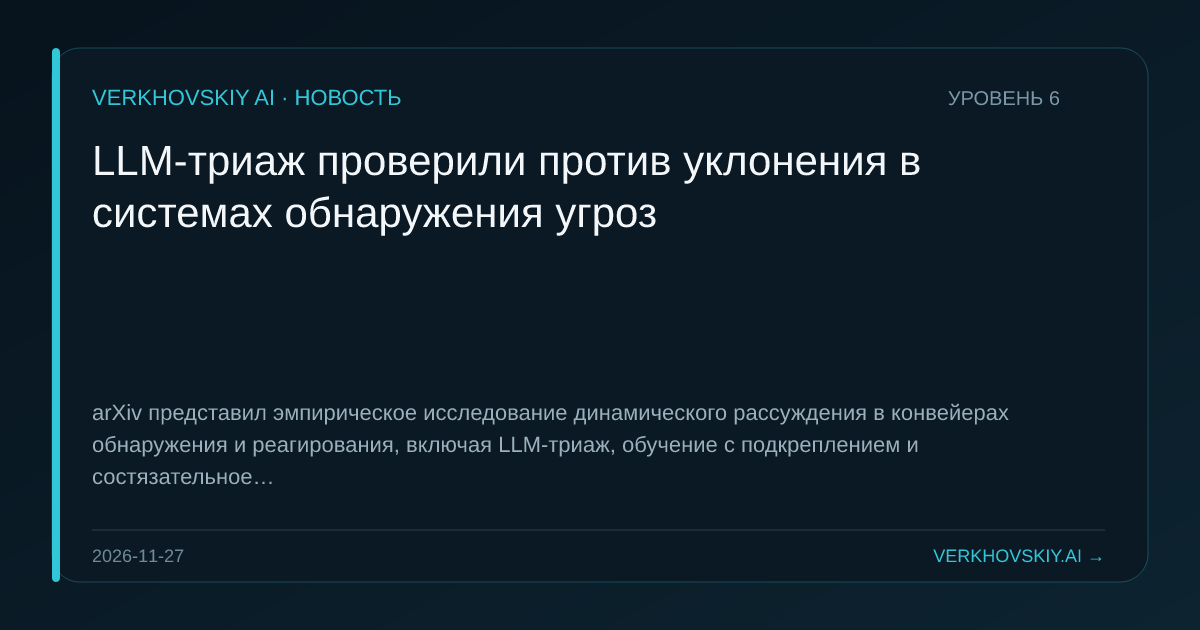 VERKHOVSKIY AI · НОВОСТЬ
УРОВЕНЬ 6
LLM-триаж проверили против уклонения в
системах обнаружения угроз
arXiv представил эмпирическое исследование динамического рассуждения в конвейерах
обнаружения и реагирования, включая LLM-триаж, обучение с подкреплением и
состязательное…
2026-11-27
VERKHOVSKIY.AI →